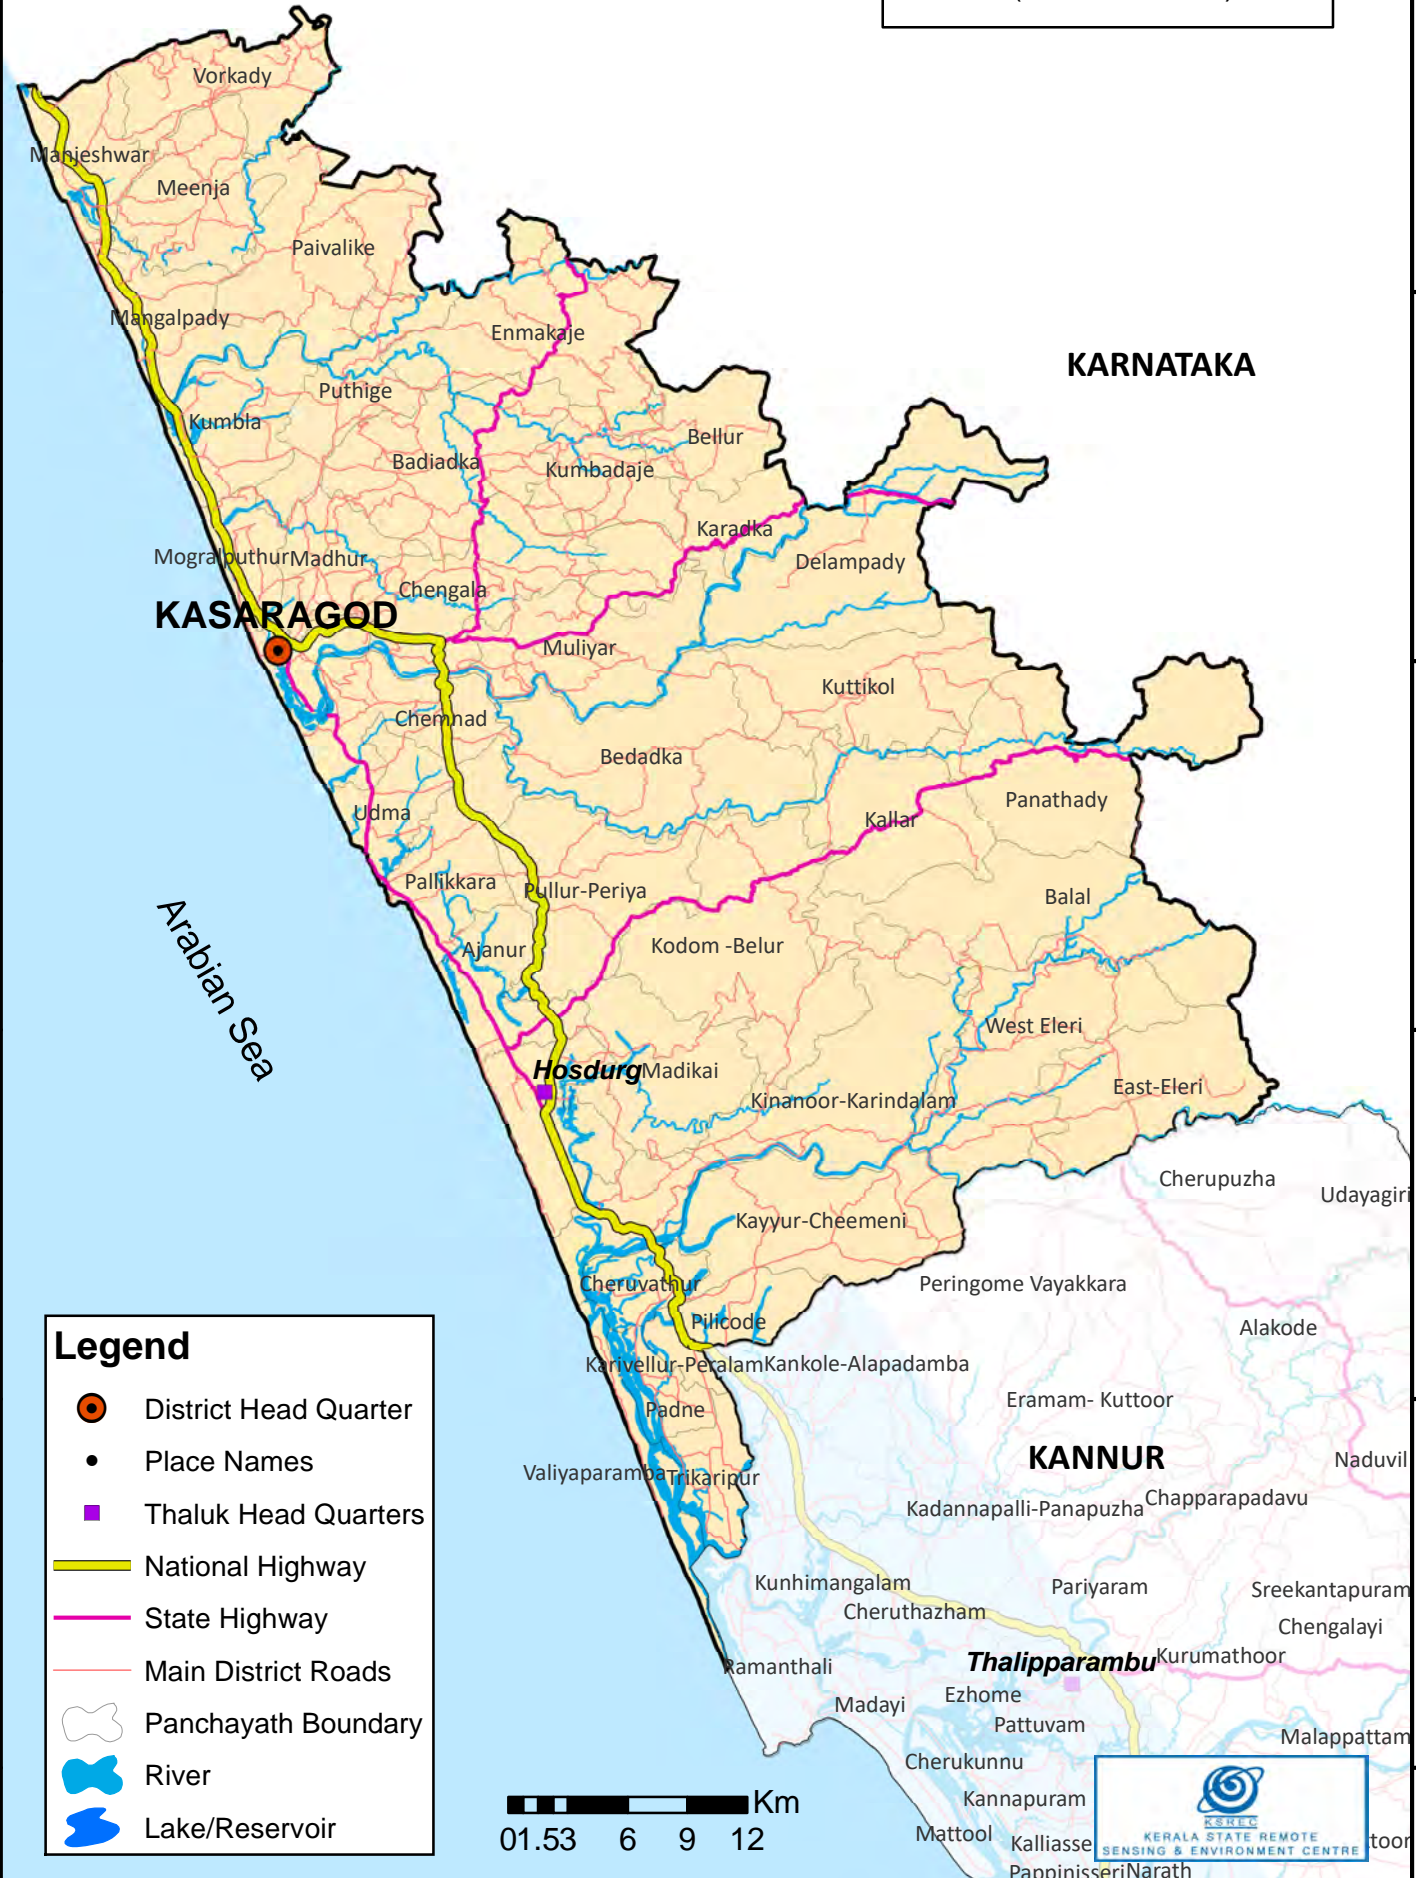 Vorkady
Manjeshwar
Meenja
Paivalike
Mangalpady
Enmakaje
KARNATAKA
Puthige
Kumbla
Bellur
Badiadka
Kumbadaje
Karadka
Mogralputhur
Madhur
Delampady
Chengala
KASARAGOD
Muliyar
Kuttikol
Chemnad
Bedadka
Panathady
Udma
Kallar
Pallikkara
Pullur-Periya
Balal
Arabian Sea
Ajanur
Kodom -Belur
West Eleri
Hosdurg
Madikai
Kinanoor-Karindalam
East-Eleri
Cherupuzha
Udayagiri
Kayyur-Cheemeni
Cheruvathur
Peringome Vayakkara
Pilicode
Alakode
Karivellur-Peralam
Kankole-Alapadamba
Eramam- Kuttoor
Padne
KANNUR
Naduvil
Valiyaparamba
Trikaripur
Kadannapalli-Panapuzha
Chapparapadavu
Kunhimangalam
Pariyaram
Sreekantapuram
Cheruthazham
Chengalayi
Ramanthali
Thalipparambu
Kurumathoor
Ezhome
Madayi
Pattuvam
Malappattam
Cherukunnu
Kannapuram
Mattool
Kalliasse
toor
Pappinisseri
Narath
Legend
District Head Quarter
Place Names
Thaluk Head Quarters
National Highway
State Highway
Main District Roads
Panchayath Boundary
River
Lake/Reservoir
Km
01.53 6 9 12
KSREC
KERALA STATE REMOTE
SENSING & ENVIRONMENT CENTRE